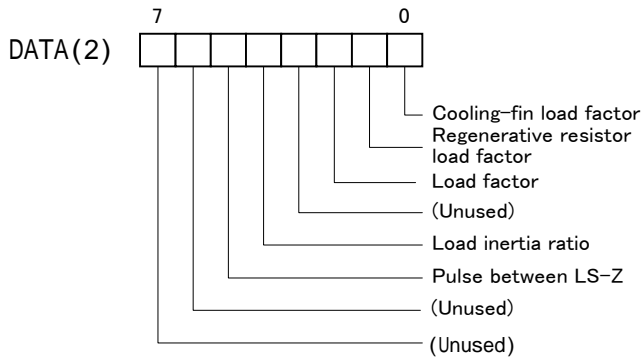 7 0
DATA(2)
Cooling-fin load factor
Regenerative resistor
load factor
Load factor
(Unused)
Load inertia ratio
Pulse between LS-Z
(Unused)
(Unused)